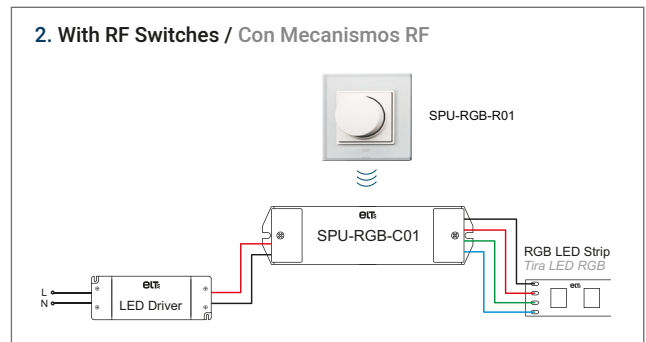 2. With RF Switches / Con Mecanismos RF
SPU-RGB-R01
eLT
SPU-RGB-C01
RGB LED Strip
Tira LED RGB
eLT
L
N
eLT
LED Driver